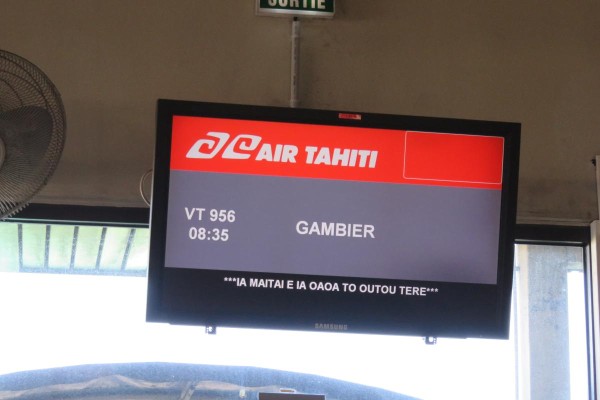 SORTIE
AIR TAHITI
VT 956
08:35
GAMBIER
***IA MAITAI E IA OAOA TO OUTOU TERE***
SAMSUNG